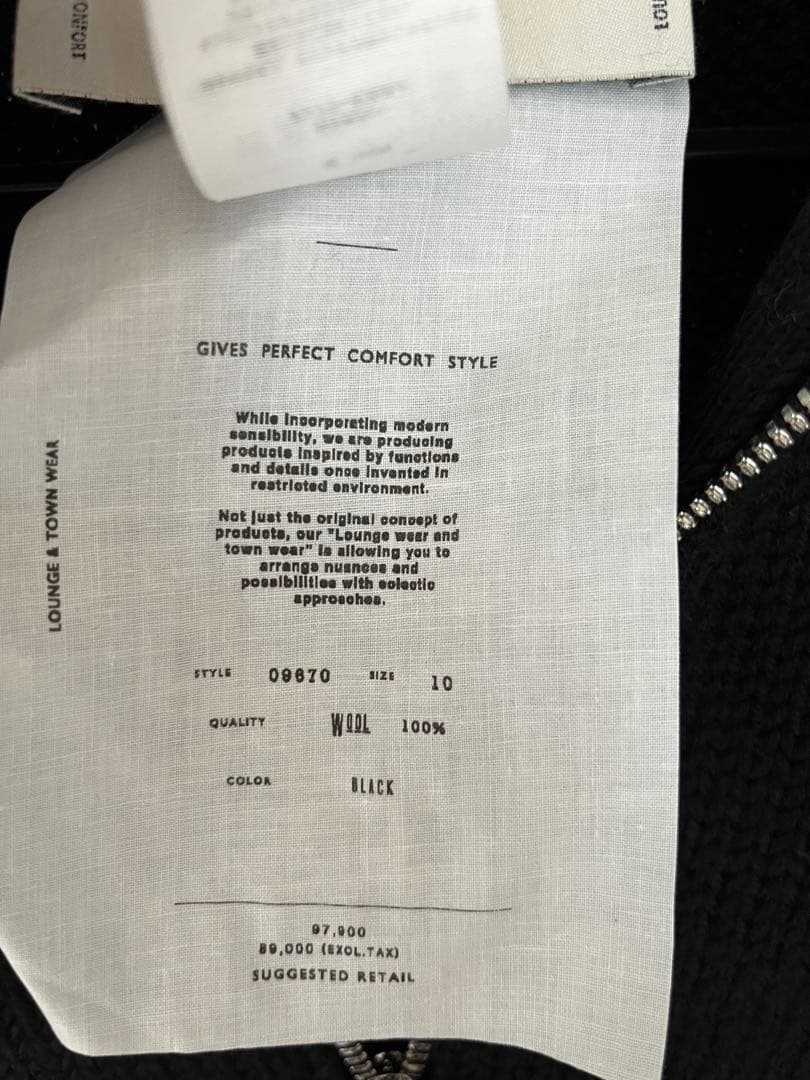 GIVES PERFECT COMFORT STYLE
While incorporating modern
sensibility, we are producing
products inspired by functions
and details once invented in
restricted environment.
Not just the original concept of
products, our "Lounge wear and
town wear" is allowing you to
arrange nuances and
possibilities with eclectic
approaches.
LOUNGE & TOWN WEAR
STYLE 09670 SIZE 10
QUALITY WOOL 100%
COLOR BLACK
97,900
89,000 (EXCL.TAX)
SUGGESTED RETAIL